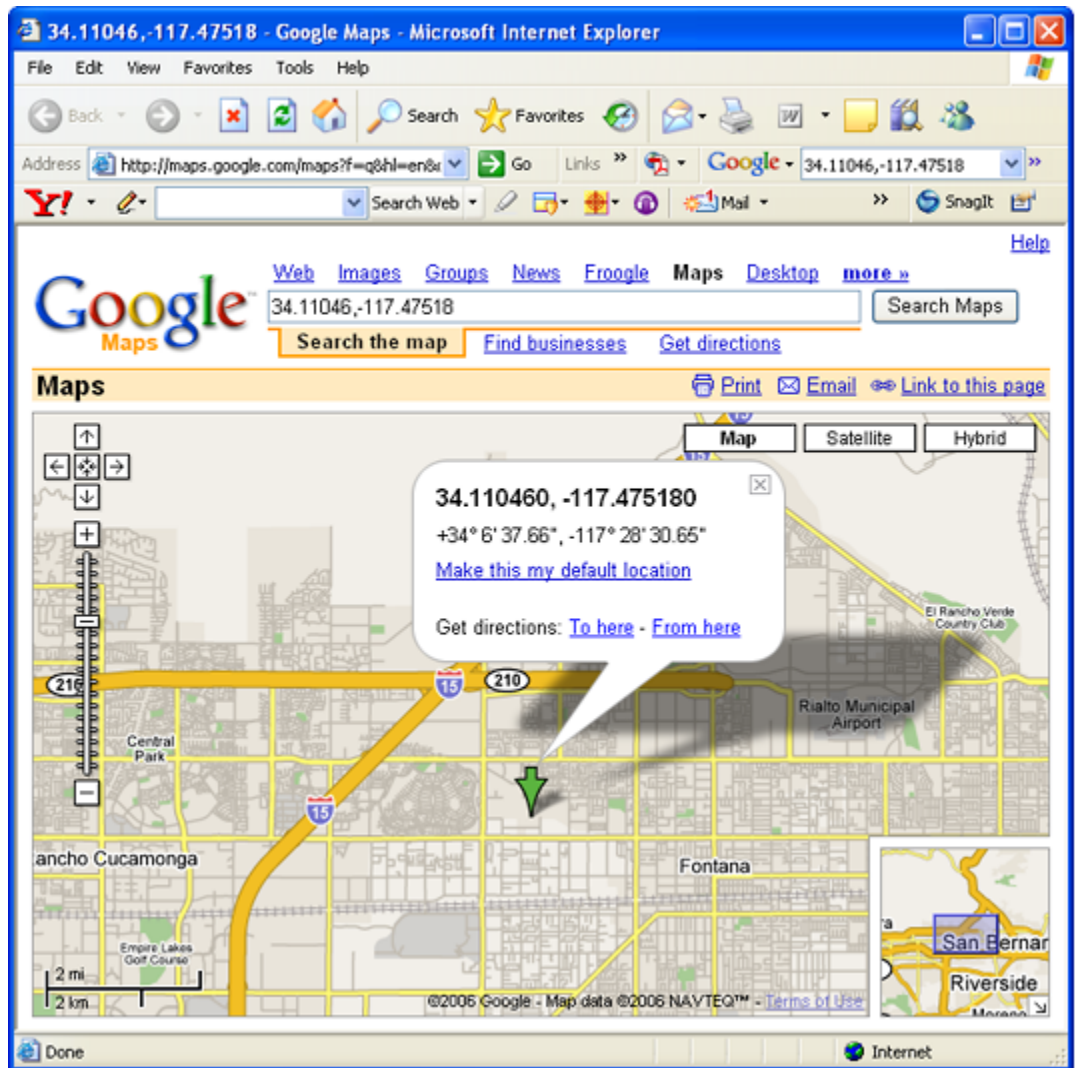 34.11046,-117.47518 - Google Maps - Microsoft Internet Explorer
File Edit View Favorites Tools Help
Back Search Favorites W
Address http://maps.google.com/maps?f=q&hl=en& Go Links » Google 34.11046,-117.47518 »
Y! Search Web Mail » SnagIt
Help
Web Images Groups News Froogle Maps Desktop more »
Google Maps
34.11046,-117.47518 Search Maps
Search the map Find businesses Get directions
Maps Print Email Link to this page
Map Satellite Hybrid
15
15
34.110460, -117.475180
+34° 6' 37.66", -117° 28' 30.65"
Make this my default location
Get directions: To here - From here
El Rancho Verde
Country Club
210 15 210
Rialto Municipal
Airport
Central
Park
15
ancho Cucamonga
Fontana
Empire Lakes
Golf Course
2 mi
2 km
©2006 Google - Map data ©2006 NAVTEQ™ - Terms of Use
ra
San Bernar
Riverside
Moreno
Done Internet